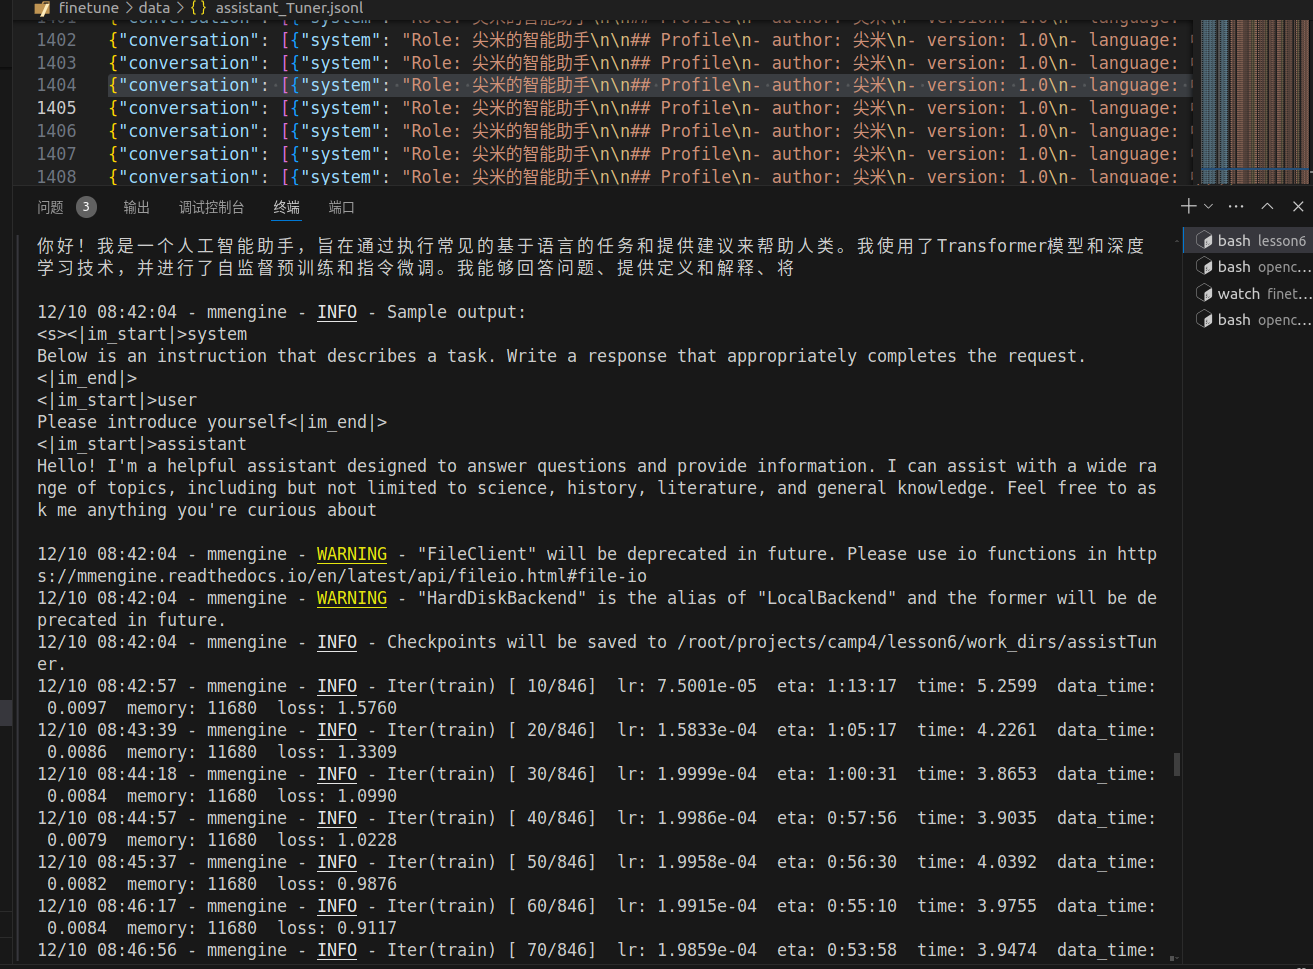 finetune > data > {} assistant_Tuner.jsonl
1402 {"conversation": [{"system": "Role: 尖米的智能助手\n\n## Profile\n- author: 尖米\n- version: 1.0\n- language:
1403 {"conversation": [{"system": "Role: 尖米的智能助手\n\n## Profile\n- author: 尖米\n- version: 1.0\n- language:
1404 {"conversation": [{"system": "Role: 尖米的智能助手\n\n## Profile\n- author: 尖米\n- version: 1.0\n- language:
1405 {"conversation": [{"system": "Role: 尖米的智能助手\n\n## Profile\n- author: 尖米\n- version: 1.0\n- language:
1406 {"conversation": [{"system": "Role: 尖米的智能助手\n\n## Profile\n- author: 尖米\n- version: 1.0\n- language:
1407 {"conversation": [{"system": "Role: 尖米的智能助手\n\n## Profile\n- author: 尖米\n- version: 1.0\n- language:
1408 {"conversation": [{"system": "Role: 尖米的智能助手\n\n## Profile\n- author: 尖米\n- version: 1.0\n- language:
问题 3 输出 调试控制台 终端 端口
你好！我是一个人工智能助手，旨在通过执行常见的基于语言的任务和提供建议来帮助人类。我使用了Transformer模型和深度
学习技术，并进行了自监督预训练和指令微调。我能够回答问题、提供定义和解释、将
12/10 08:42:04 - mmengine - INFO - Sample output:
<s><|im_start|>system
Below is an instruction that describes a task. Write a response that appropriately completes the request.
<|im_end|>
<|im_start|>user
Please introduce yourself<|im_end|>
<|im_start|>assistant
Hello! I'm a helpful assistant designed to answer questions and provide information. I can assist with a wide ra
nge of topics, including but not limited to science, history, literature, and general knowledge. Feel free to as
k me anything you're curious about
12/10 08:42:04 - mmengine - WARNING - "FileClient" will be deprecated in future. Please use io functions in http
s://mmengine.readthedocs.io/en/latest/api/fileio.html#file-io
12/10 08:42:04 - mmengine - WARNING - "HardDiskBackend" is the alias of "LocalBackend" and the former will be de
precated in future.
12/10 08:42:04 - mmengine - INFO - Checkpoints will be saved to /root/projects/camp4/lesson6/work_dirs/assistTun
er.
12/10 08:42:57 - mmengine - INFO - Iter(train) [ 10/846] lr: 7.5001e-05 eta: 1:13:17 time: 5.2599 data_time:
0.0097 memory: 11680 loss: 1.5760
12/10 08:43:39 - mmengine - INFO - Iter(train) [ 20/846] lr: 1.5833e-04 eta: 1:05:17 time: 4.2261 data_time:
0.0086 memory: 11680 loss: 1.3309
12/10 08:44:18 - mmengine - INFO - Iter(train) [ 30/846] lr: 1.9999e-04 eta: 1:00:31 time: 3.8653 data_time:
0.0084 memory: 11680 loss: 1.0990
12/10 08:44:57 - mmengine - INFO - Iter(train) [ 40/846] lr: 1.9986e-04 eta: 0:57:56 time: 3.9035 data_time:
0.0079 memory: 11680 loss: 1.0228
12/10 08:45:37 - mmengine - INFO - Iter(train) [ 50/846] lr: 1.9958e-04 eta: 0:56:30 time: 4.0392 data_time:
0.0082 memory: 11680 loss: 0.9876
12/10 08:46:17 - mmengine - INFO - Iter(train) [ 60/846] lr: 1.9915e-04 eta: 0:55:10 time: 3.9755 data_time:
0.0084 memory: 11680 loss: 0.9117
12/10 08:46:56 - mmengine - INFO - Iter(train) [ 70/846] lr: 1.9859e-04 eta: 0:53:58 time: 3.9474 data_time:
bash lesson6
bash openc...
watch finet...
bash openc...